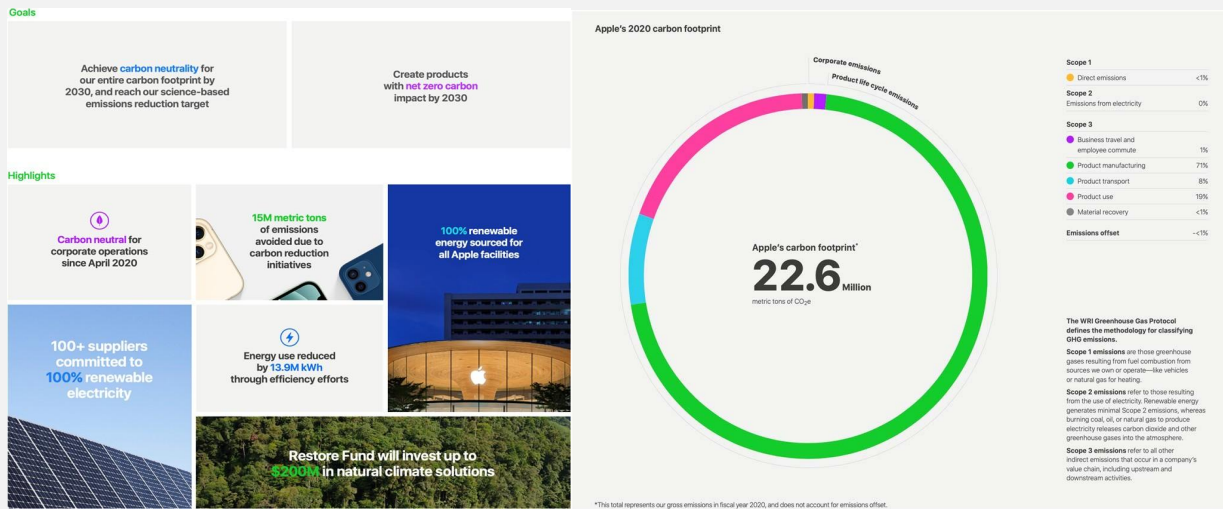 Goals
Achieve carbon neutrality for
our entire carbon footprint by
2030, and reach our science-based
emissions reduction target
Create products
with net zero carbon
impact by 2030
Highlights
Carbon neutral for
corporate operations
since April 2020
15M metric tons
of emissions
avoided due to
carbon reduction
initiatives
100% renewable
energy sourced for
all Apple facilities
100+ suppliers
committed to
100% renewable
electricity
Energy use reduced
by 13.9M kWh
through efficiency efforts
Restore Fund will invest up to
$200M in natural climate solutions
Apple's 2020 carbon footprint
Corporate emissions
Product life cycle emissions
Apple's carbon footprint*
22.6 Million
metric tons of CO₂e
Scope 1
Direct emissions <1%
Scope 2
Emissions from electricity 0%
Scope 3
Business travel and
employee commute 1%
Product manufacturing 71%
Product transport 8%
Product use 19%
Material recovery <1%
Emissions offset -<1%
The WRI Greenhouse Gas Protocol
defines the methodology for classifying
GHG emissions.
Scope 1 emissions are those greenhouse
gases resulting from fuel combustion from
sources we own or operate—like vehicles
or natural gas for heating.
Scope 2 emissions refer to those resulting
from the use of electricity. Renewable energy
generates minimal Scope 2 emissions, whereas
burning coal, oil, or natural gas to produce
electricity releases carbon dioxide and other
greenhouse gases into the atmosphere.
Scope 3 emissions refer to all other
indirect emissions that occur in a company's
value chain, including upstream and
downstream activities.
*This total represents our gross emissions in fiscal year 2020, and does not account for emissions offset.